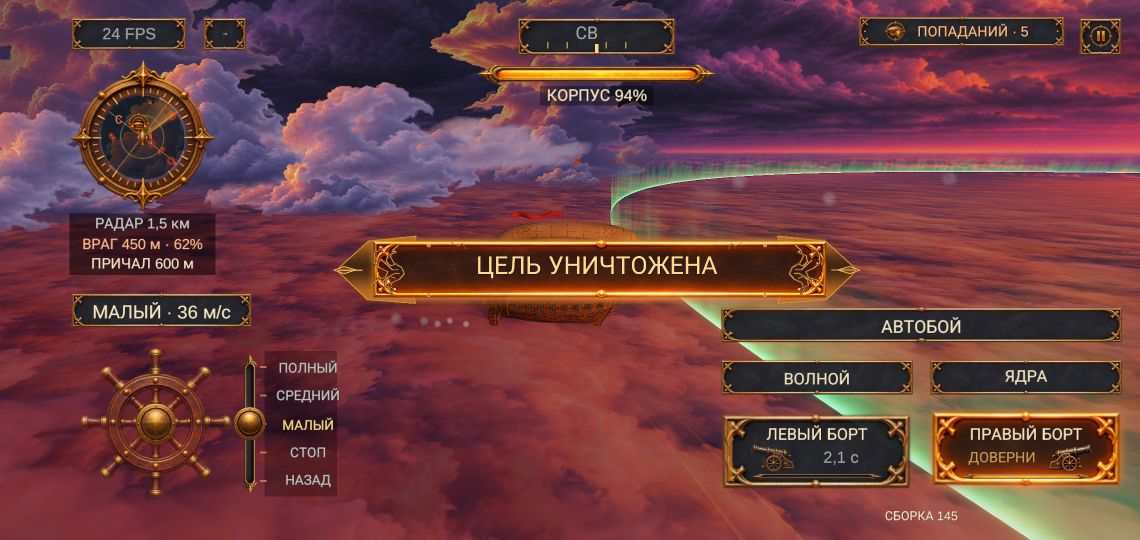 24 FPS
СВ
ПОПАДАНИЙ · 5
КОРПУС 94%
С
РАДАР 1,5 км
ВРАГ 450 м · 62%
ПРИЧАЛ 600 м
МАЛЫЙ · 36 м/с
ЦЕЛЬ УНИЧТОЖЕНА
ПОЛНЫЙ
СРЕДНИЙ
МАЛЫЙ
СТОП
НАЗАД
АВТОБОЙ
ВОЛНОЙ
ЯДРА
ЛЕВЫЙ БОРТ
2,1 с
ПРАВЫЙ БОРТ
ДОВЕРНИ
СБОРКА 145